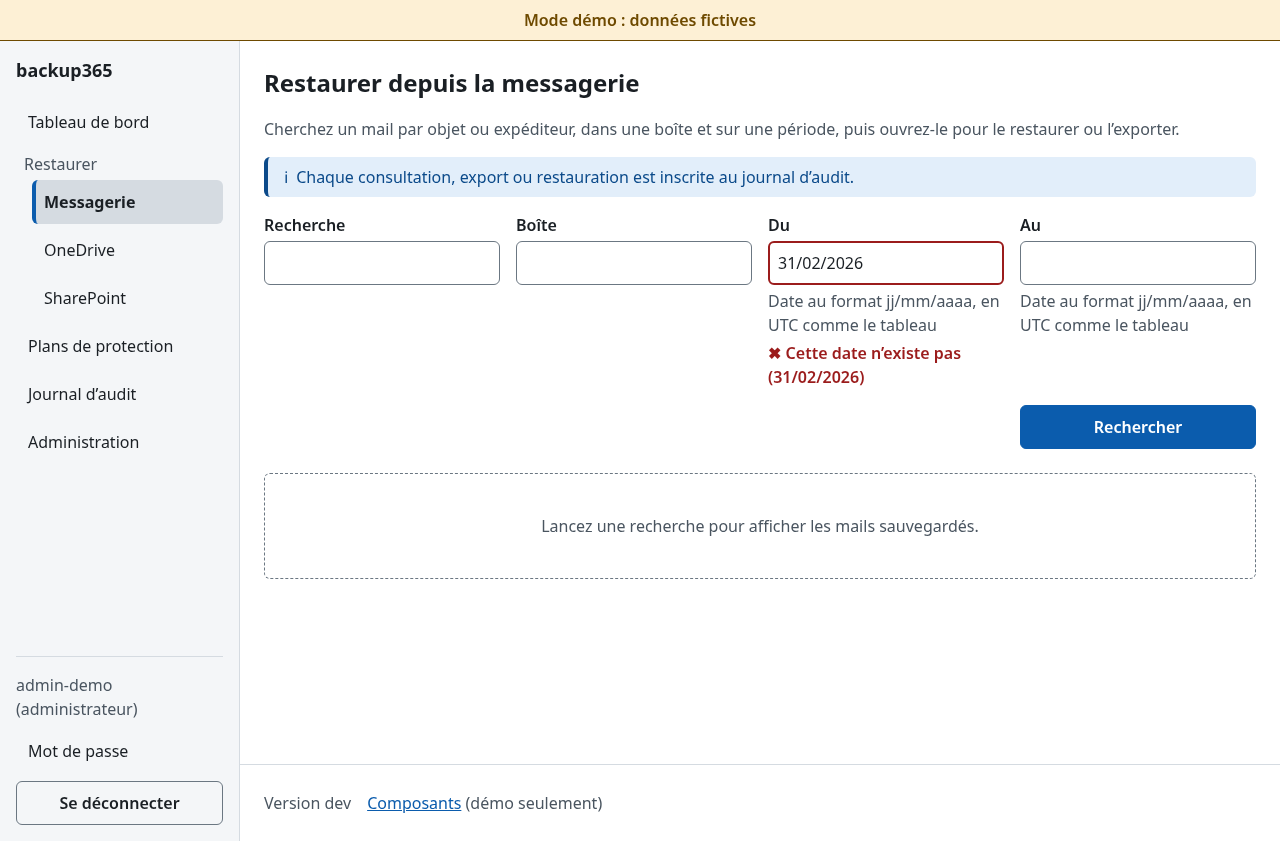 Mode démo : données fictives
backup365
Tableau de bord
Restaurer
Messagerie
OneDrive
SharePoint
Plans de protection
Journal d’audit
Administration
admin-demo
(administrateur)
Mot de passe
Se déconnecter
Restaurer depuis la messagerie
Cherchez un mail par objet ou expéditeur, dans une boîte et sur une période, puis ouvrez-le pour le restaurer ou l’exporter.
i Chaque consultation, export ou restauration est inscrite au journal d’audit.
Recherche
Boîte
Du
31/02/2026
Date au format jj/mm/aaaa, en
UTC comme le tableau
✖ Cette date n’existe pas
(31/02/2026)
Au
Date au format jj/mm/aaaa, en
UTC comme le tableau
Rechercher
Lancez une recherche pour afficher les mails sauvegardés.
Version dev Composants (démo seulement)